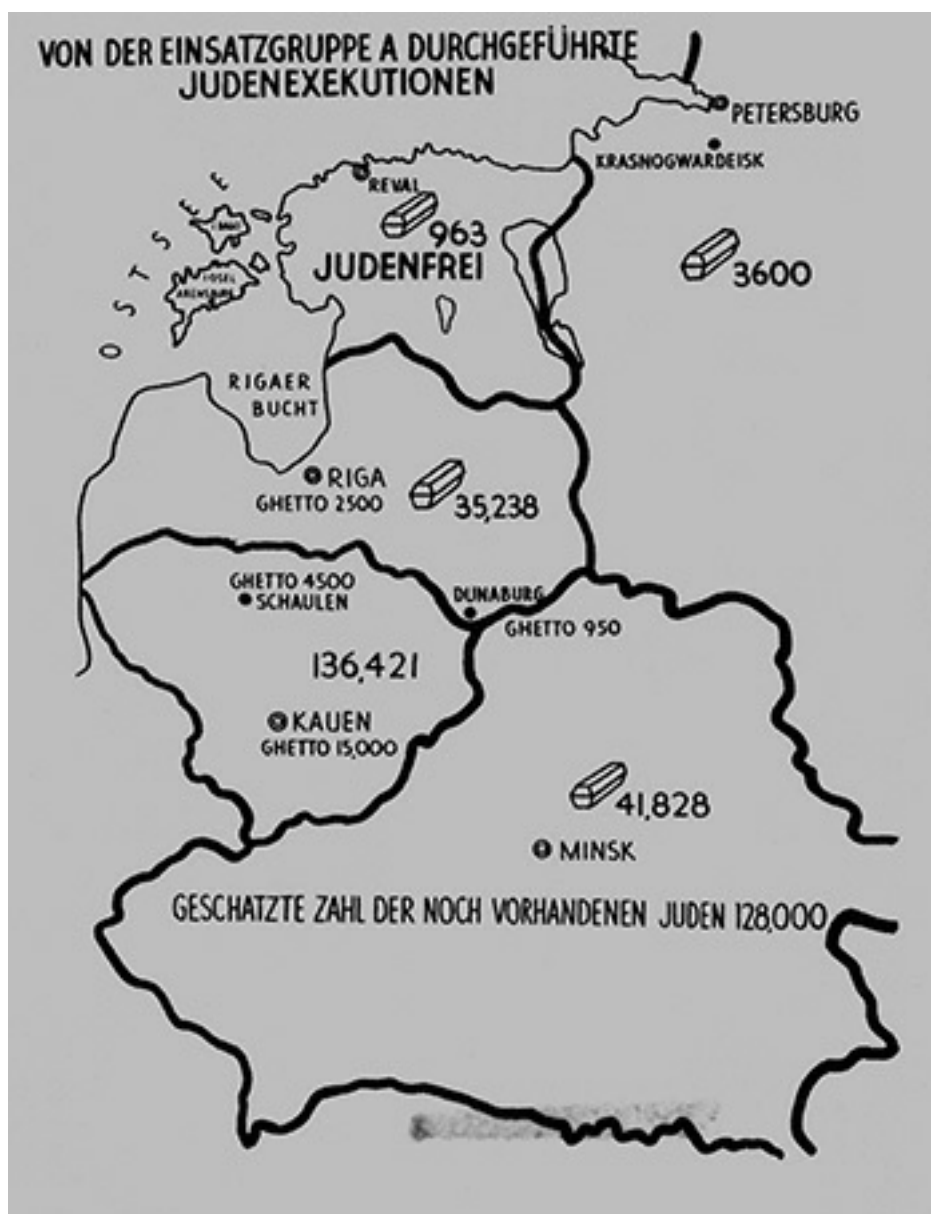 VON DER EINSATZGRUPPE A DURCHGEFÜHRTE
JUDENEXEKUTIONEN
PETERSBURG
KRASNOGWARDEISK
REVAL
963
JUDENFREI
3600
OSTSEE
OSEL
ARENSBURG
RIGAER
BUCHT
RIGA
GHETTO 2500
35,238
GHETTO 4500
SCHAULEN
DUNABURG
GHETTO 950
136,421
KAUEN
GHETTO 15,000
41,828
MINSK
GESCHATZTE ZAHL DER NOCH VORHANDENEN JUDEN 128,000